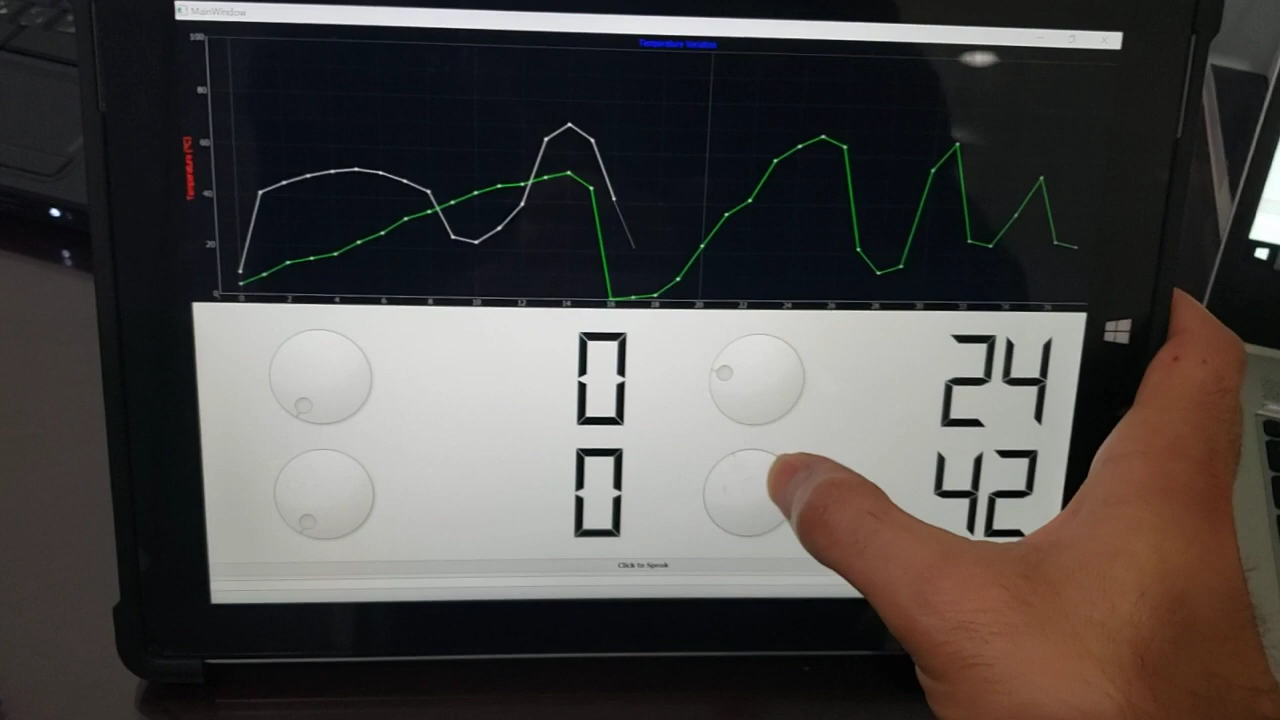 MainWindow
Temperature Variation
Temperature (°C)
100
80
60
40
20
0
0 2 4 6 8 10 12 14 16 18 20 22 24 26 28 30 32 34 36
0
24
0
42
Click to Speak